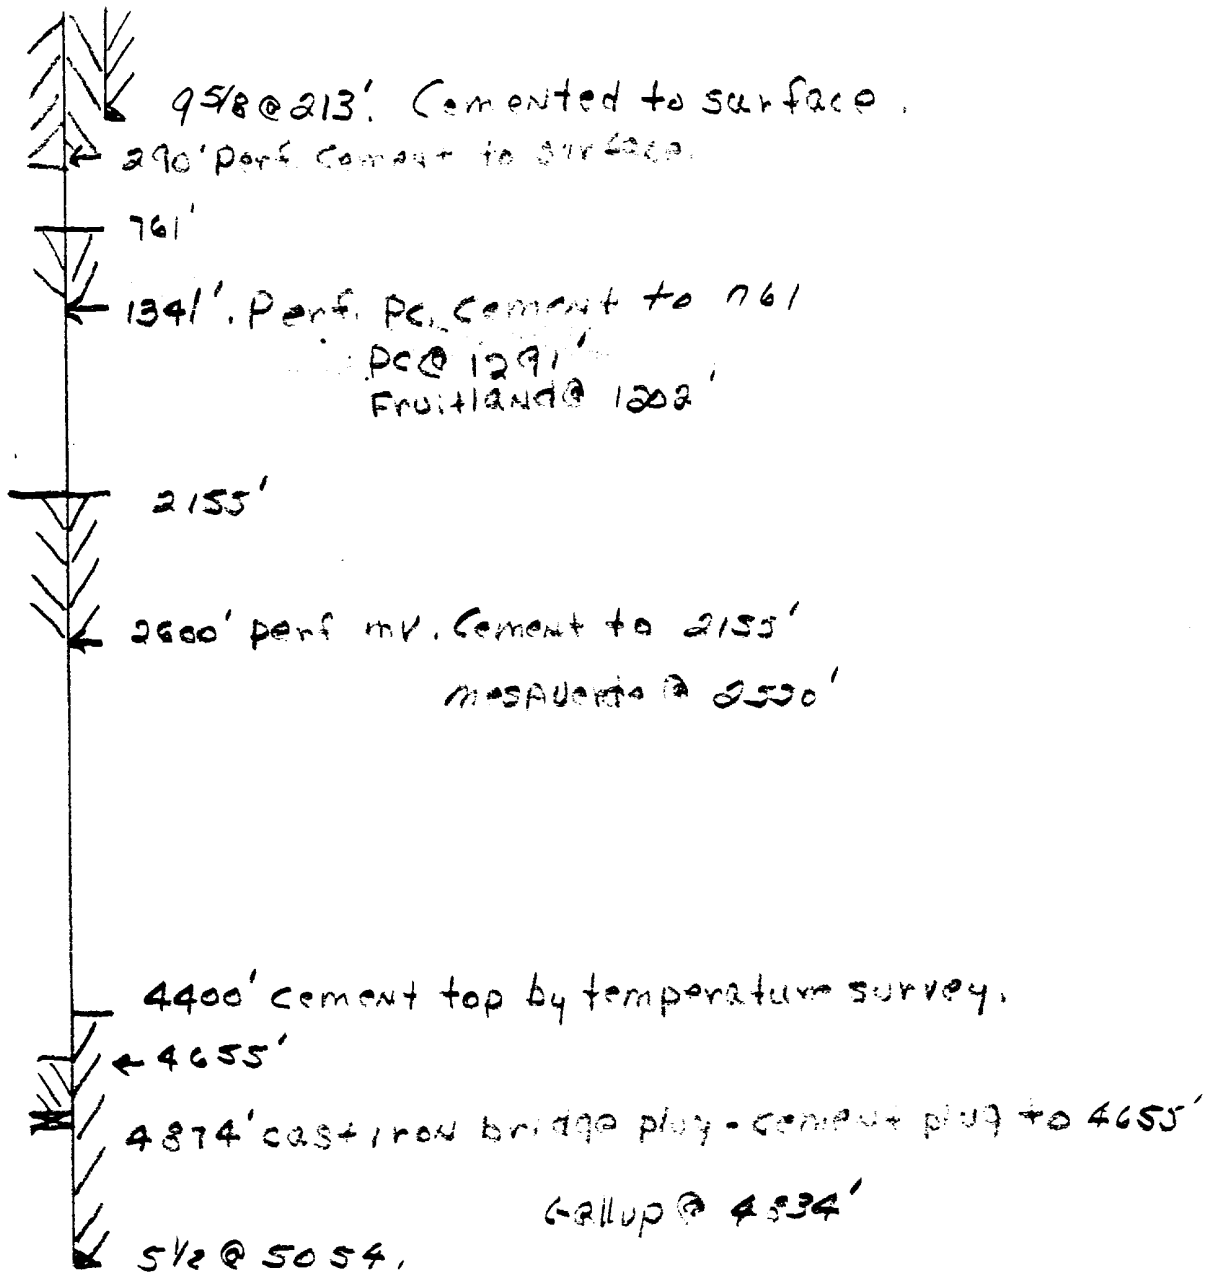 9 5/8 @ 213'. Cemented to surface.
290' perf. cement to surface.
761'
1341'. Perf. PC. cement to 761
PC @ 1291'
Fruitland @ 1202'
2155'
2600' perf mv. Cement to 2155'
@ 2530'
4400' cement top by temperature survey.
4655'
4874' cast iron bridge plug - cement plug to 4655'
Gallup @ 4834'
5 1/2 @ 5054.